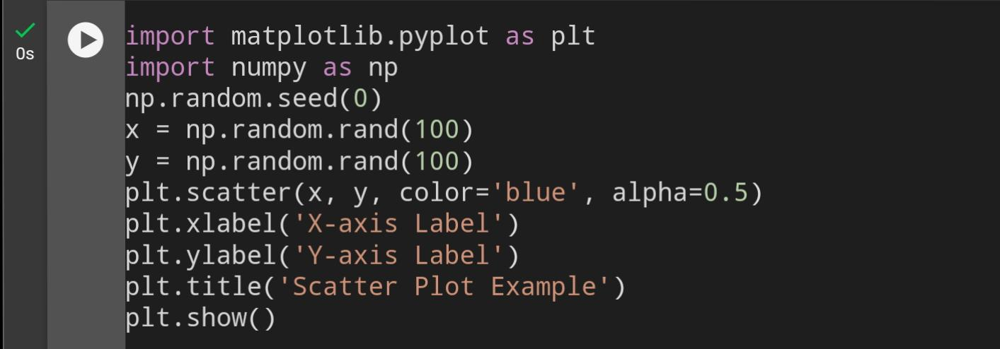 import matplotlib.pyplot as plt
0s
import numpy as np
np.random.seed(0)
x = np.random.rand(100)
y = np.random.rand(100)
plt.scatter(x, y, color='blue', alpha=0.5)
plt.xlabel('X-axis Label')
plt.ylabel('Y-axis Label')
plt.title('Scatter Plot Example')
plt.show()